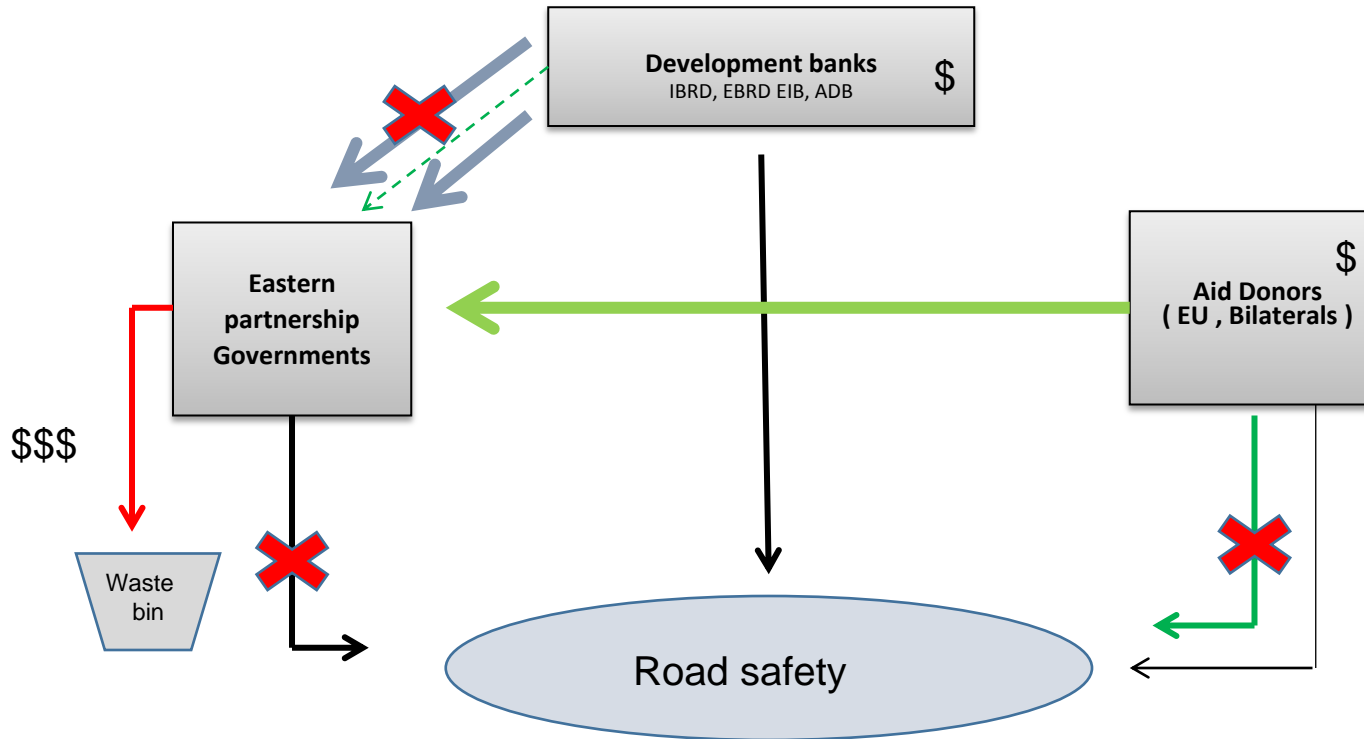 Development banks
IBRD, EBRD EIB, ADB
$
Eastern
partnership
Governments
$
Aid Donors
( EU , Bilaterals )
$$$
Waste
bin
Road safety